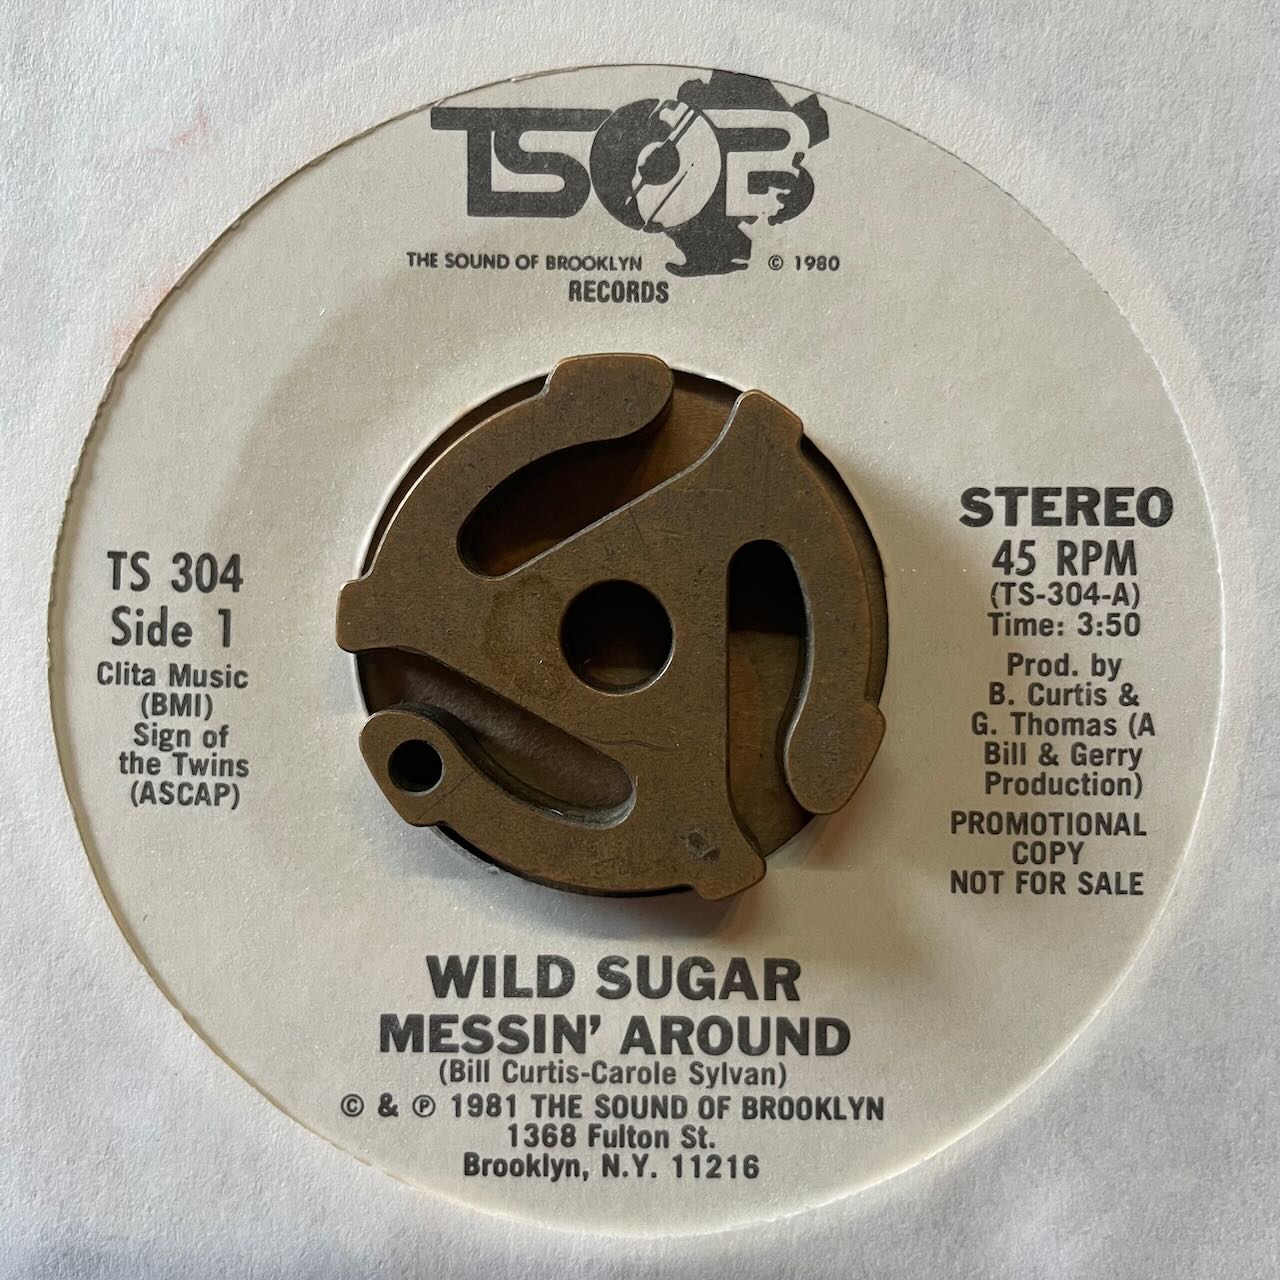 TSOB
THE SOUND OF BROOKLYN © 1980
RECORDS
TS 304
Side 1
Clita Music
(BMI)
Sign of
the Twins
(ASCAP)
STEREO
45 RPM
(TS-304-A)
Time: 3:50
Prod. by
B. Curtis &
G. Thomas (A
Bill & Gerry
Production)
PROMOTIONAL
COPY
NOT FOR SALE
WILD SUGAR
MESSIN’ AROUND
(Bill Curtis-Carole Sylvan)
© & ℗ 1981 THE SOUND OF BROOKLYN
1368 Fulton St.
Brooklyn, N.Y. 11216